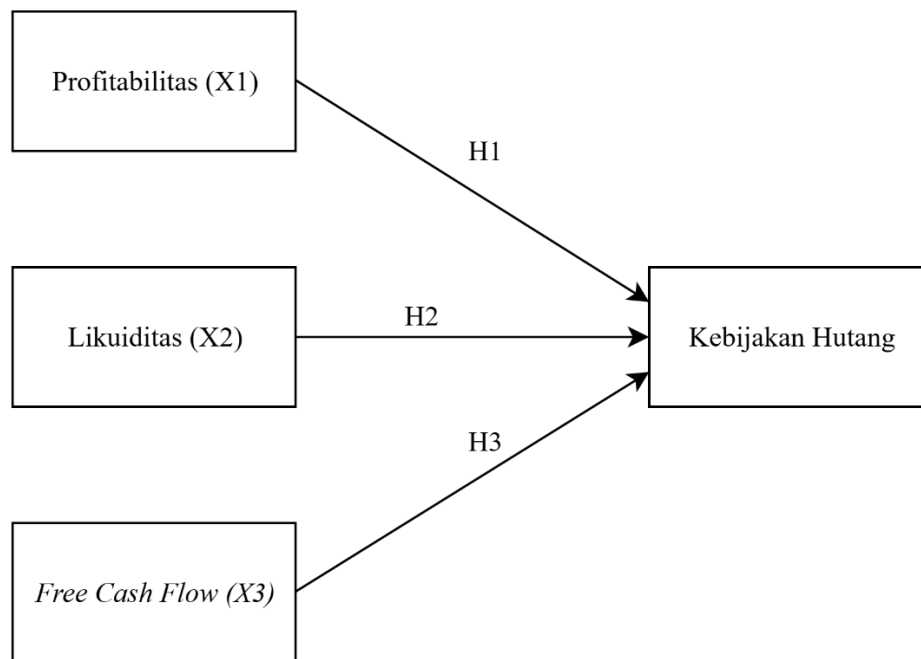 Profitabilitas (X1)
H1
Likuiditas (X2)
H2
Kebijakan Hutang
H3
Free Cash Flow (X3)